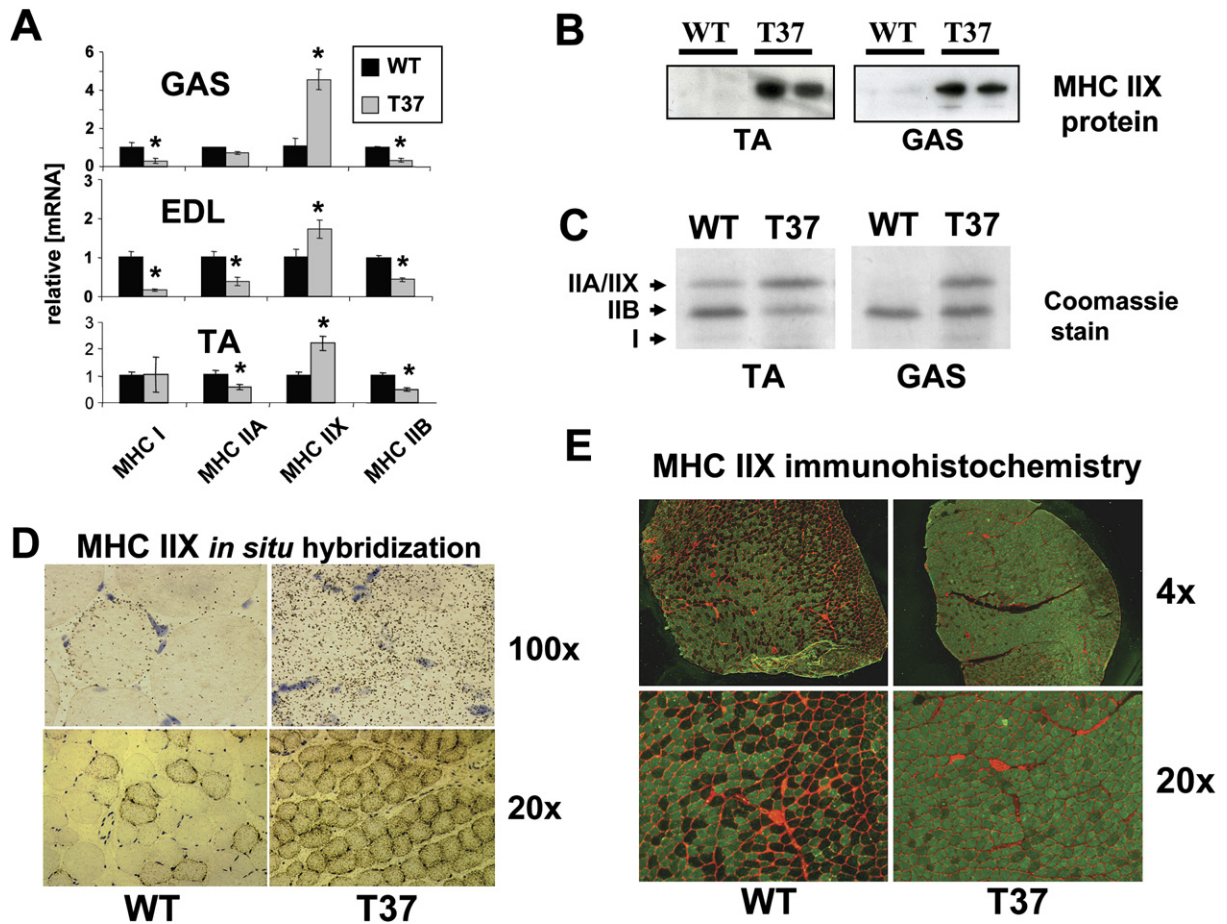 A
GAS
WT
T37
*
*
*
6
4
2
0
EDL
*
*
*
*
3
2
1
0
TA
*
*
*
3
2
1
0
relative [mRNA]
MHC I
MHC IIA
MHC IIX
MHC IIB
B
WT T37 WT T37
TA GAS
MHC IIX
protein
C
WT T37 WT T37
IIA/IIX
IIB
I
TA GAS
Coomassie
stain
D
MHC IIX in situ hybridization
100x
20x
WT T37
E
MHC IIX immunohistochemistry
4x
20x
WT T37